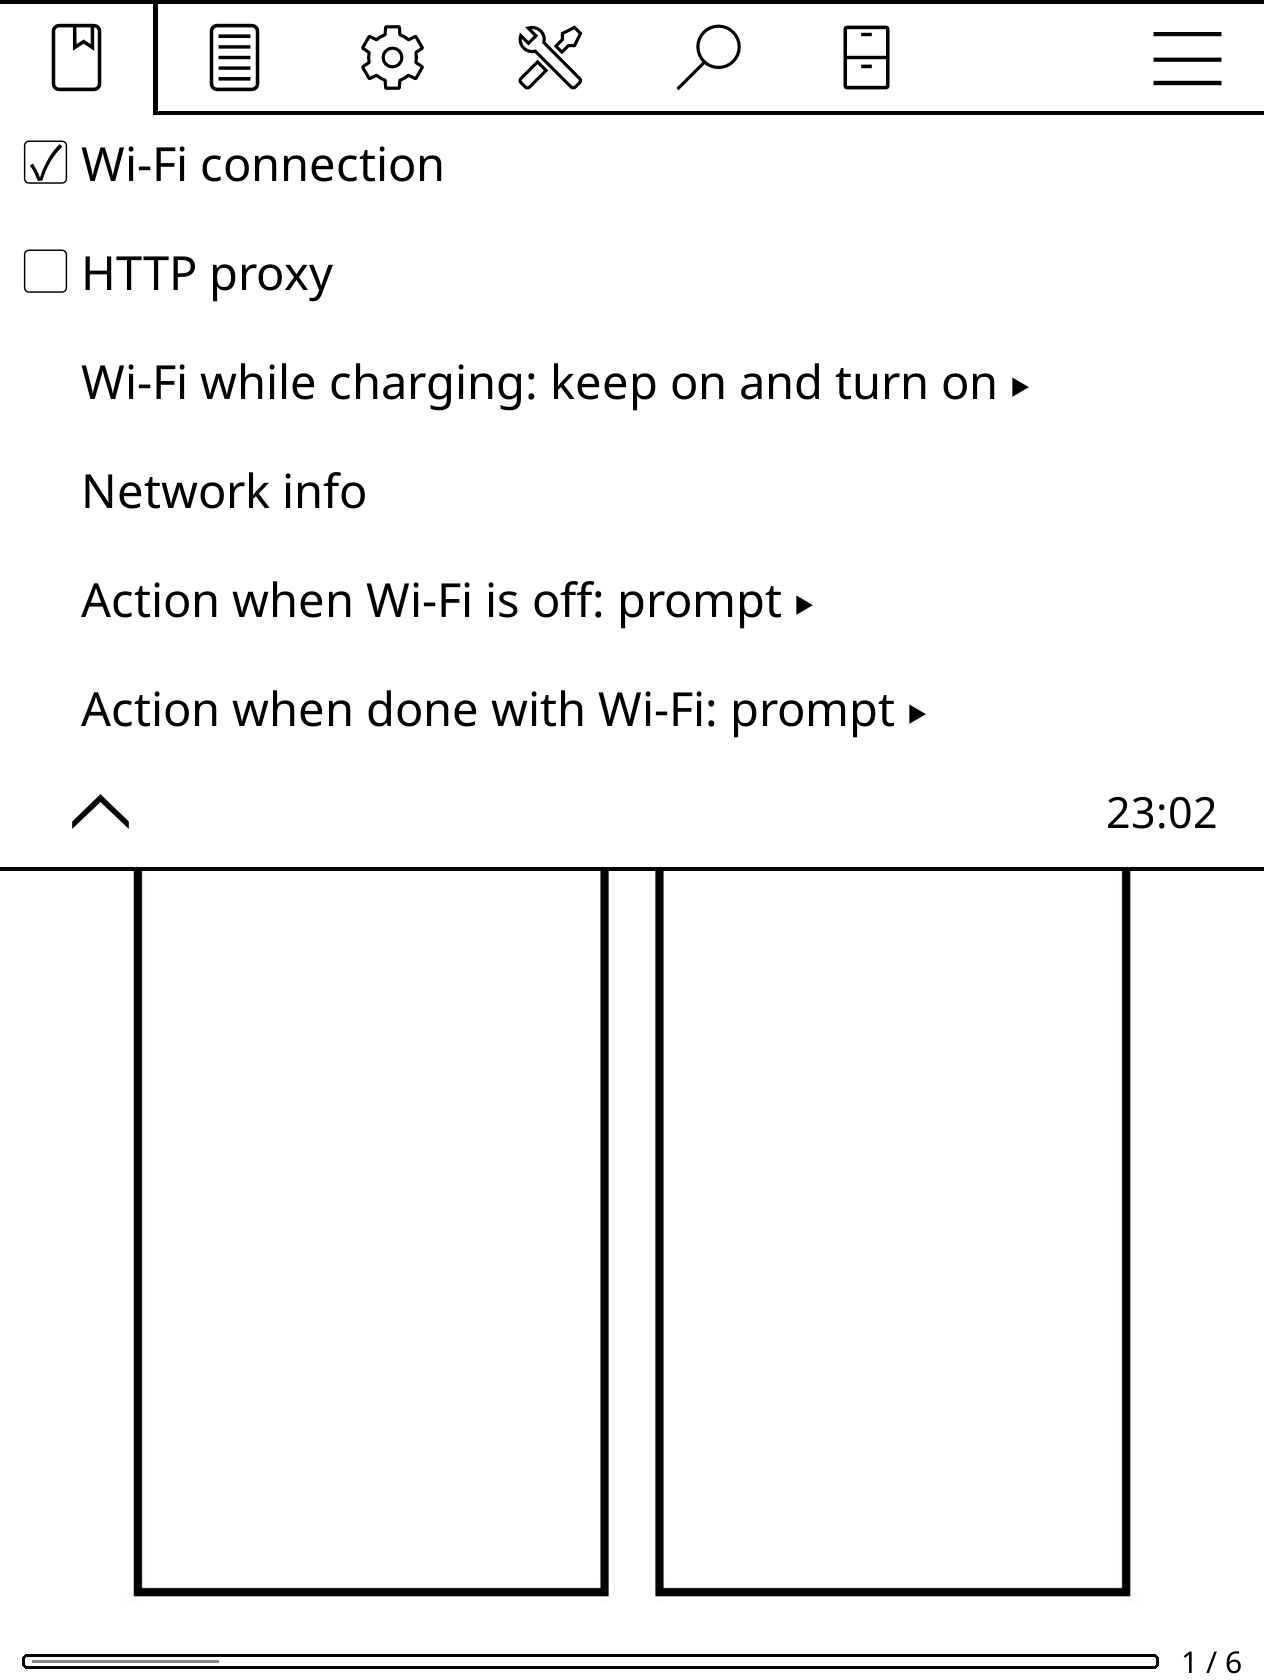 Wi-Fi connection
HTTP proxy
Wi-Fi while charging: keep on and turn on
Network info
Action when Wi-Fi is off: prompt
Action when done with Wi-Fi: prompt
23:02
1 / 6